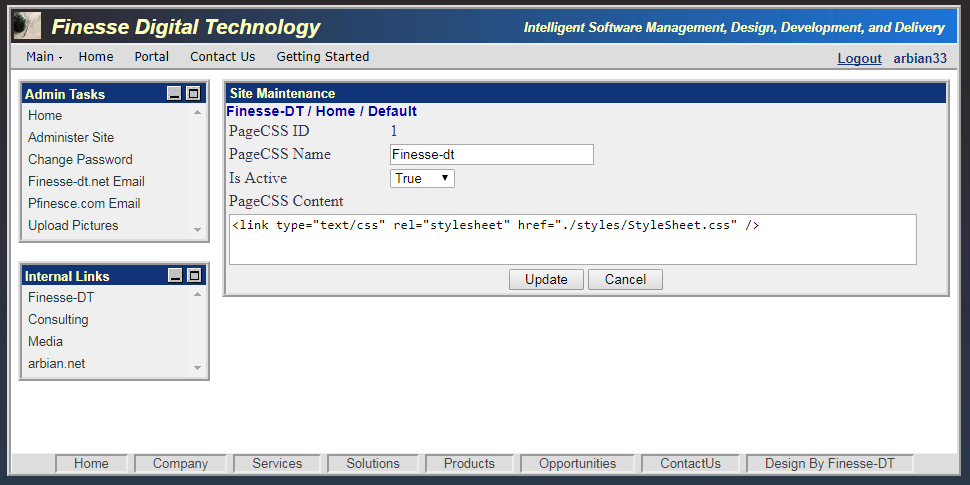 Finesse Digital Technology
Intelligent Software Management, Design, Development, and Delivery
Main Home Portal Contact Us Getting Started
Logout arbian33
Admin Tasks
Home
Administer Site
Change Password
Finesse-dt.net Email
Pfinesce.com Email
Upload Pictures
Internal Links
Finesse-DT
Consulting
Media
arbian.net
Site Maintenance
Finesse-DT / Home / Default
PageCSS ID 1
PageCSS Name Finesse-dt
Is Active True
PageCSS Content
<link type="text/css" rel="stylesheet" href="./styles/StyleSheet.css" />
Update Cancel
Home Company Services Solutions Products Opportunities ContactUs Design By Finesse-DT